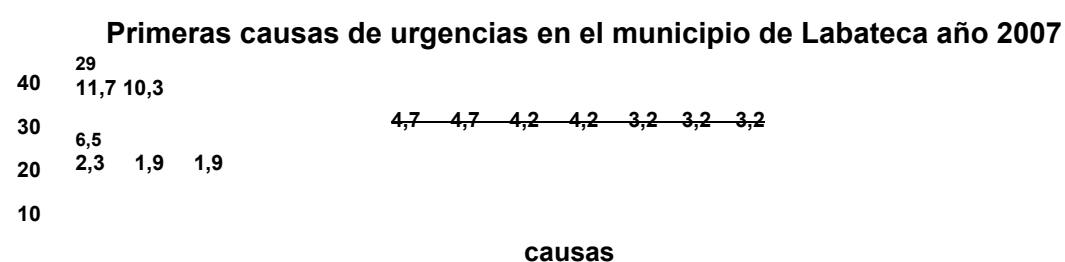 Primeras causas de urgencias en el municipio de Labateca año 2007
29
40
11,7 10,3
4,7 4,7 4,2 4,2 3,2 3,2 3,2
30
6,5
20
2,3 1,9 1,9
10
causas